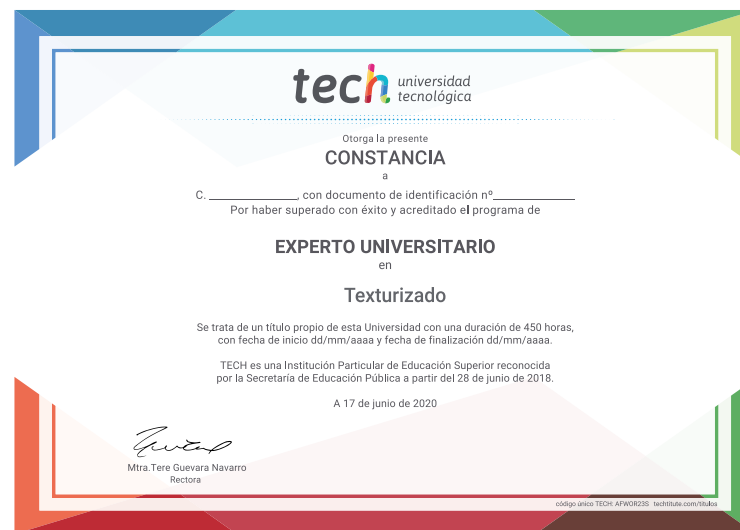 tech universidad
tecnológica
Otorga la presente
CONSTANCIA
a
C. ________________, con documento de identificación nº______________
Por haber superado con éxito y acreditado el programa de
EXPERTO UNIVERSITARIO
en
Texturizado
Se trata de un título propio de esta Universidad con una duración de 450 horas,
con fecha de inicio dd/mm/aaaa y fecha de finalización dd/mm/aaaa.
TECH es una Institución Particular de Educación Superior reconocida
por la Secretaría de Educación Pública a partir del 28 de junio de 2018.
A 17 de junio de 2020
Mtra.Tere Guevara Navarro
Rectora
código único TECH: AFWOR23S techtitute.com/titulos